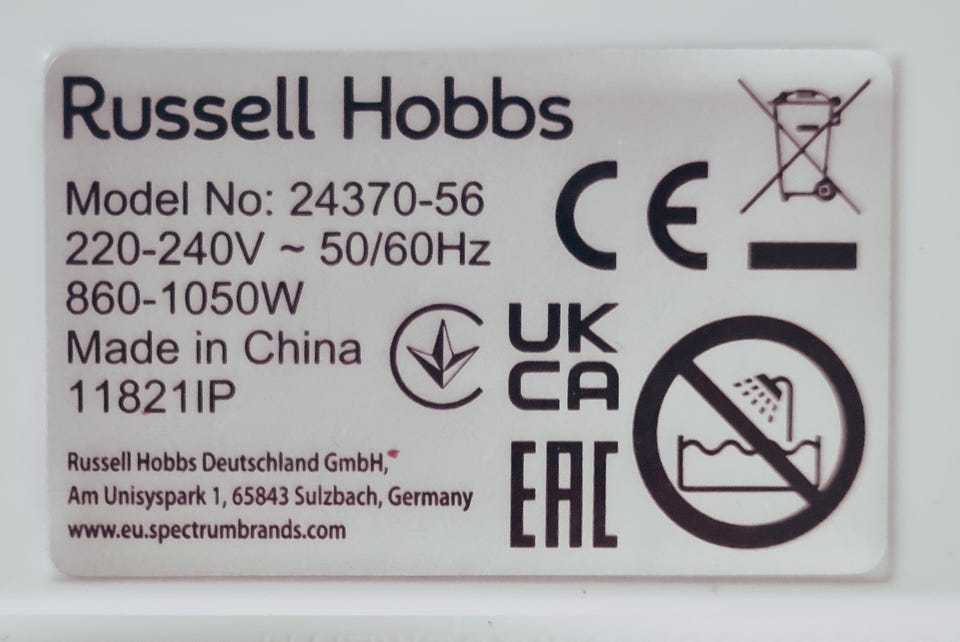 Russell Hobbs
Model No: 24370-56
220-240V ~ 50/60Hz
860-1050W
Made in China
11821IP
Russell Hobbs Deutschland GmbH,
Am Unisyspark 1, 65843 Sulzbach, Germany
www.eu.spectrumbrands.com
CE
UK
CA
EAC